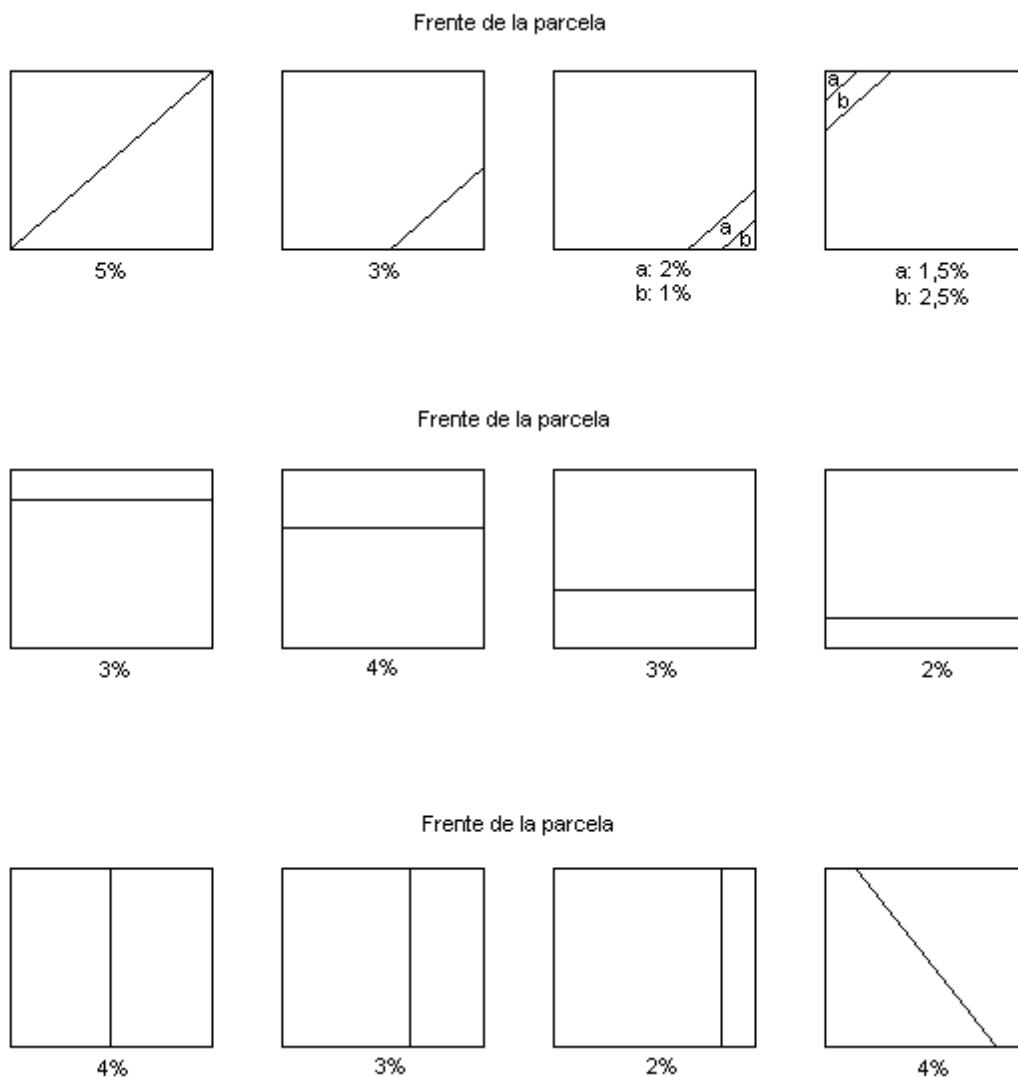 Frente de la parcela
a
b
a
b
5%
3%
a: 2%
b: 1%
a: 1,5%
b: 2,5%
Frente de la parcela
3%
4%
3%
2%
Frente de la parcela
4%
3%
2%
4%